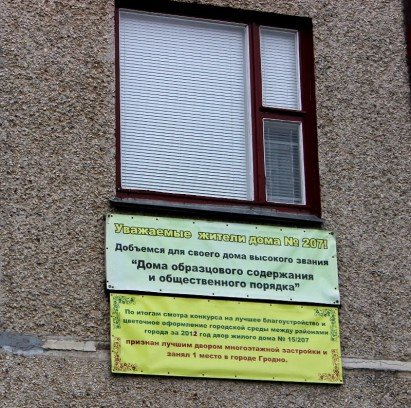 Уважаемые жители дома № 207!
Добъемся для своего дома высокого звания
“Дома образцового содержания
и общественного порядка”
По итогам смотра конкурса на лучшее благоустройство и
цветочное оформление городской среды между районами
города за 2012 год двор жилого дома № 15/207
признан лучшим двором многоэтажной застройки и
занял 1 место в городе Гродно.